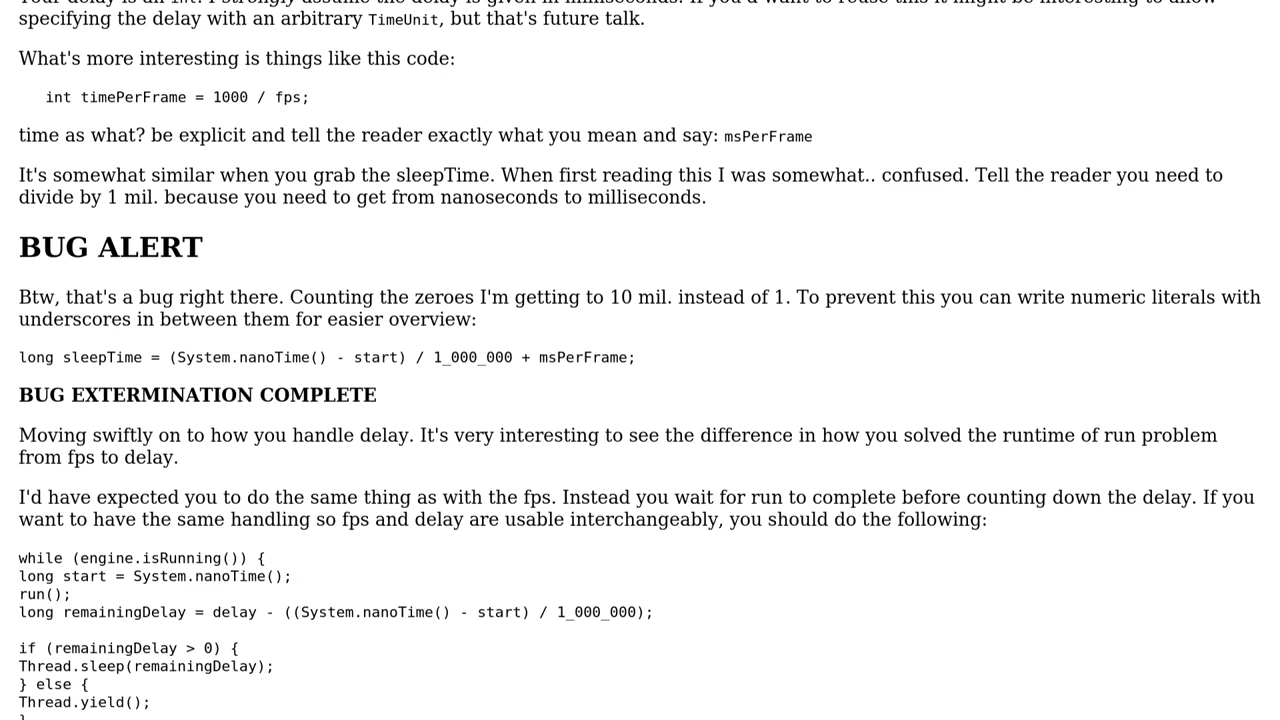 specifying the delay with an arbitrary TimeUnit, but that's future talk.
What's more interesting is things like this code:
int timePerFrame = 1000 / fps;
time as what? be explicit and tell the reader exactly what you mean and say: msPerFrame
It's somewhat similar when you grab the sleepTime. When first reading this I was somewhat.. confused. Tell the reader you need to
divide by 1 mil. because you need to get from nanoseconds to milliseconds.
BUG ALERT
Btw, that's a bug right there. Counting the zeroes I'm getting to 10 mil. instead of 1. To prevent this you can write numeric literals with
underscores in between them for easier overview:
long sleepTime = (System.nanoTime() - start) / 1_000_000 + msPerFrame;
BUG EXTERMINATION COMPLETE
Moving swiftly on to how you handle delay. It's very interesting to see the difference in how you solved the runtime of run problem
from fps to delay.
I'd have expected you to do the same thing as with the fps. Instead you wait for run to complete before counting down the delay. If you
want to have the same handling so fps and delay are usable interchangeably, you should do the following:
while (engine.isRunning()) {
long start = System.nanoTime();
run();
long remainingDelay = delay - ((System.nanoTime() - start) / 1_000_000);
if (remainingDelay > 0) {
Thread.sleep(remainingDelay);
} else {
Thread.yield();
}